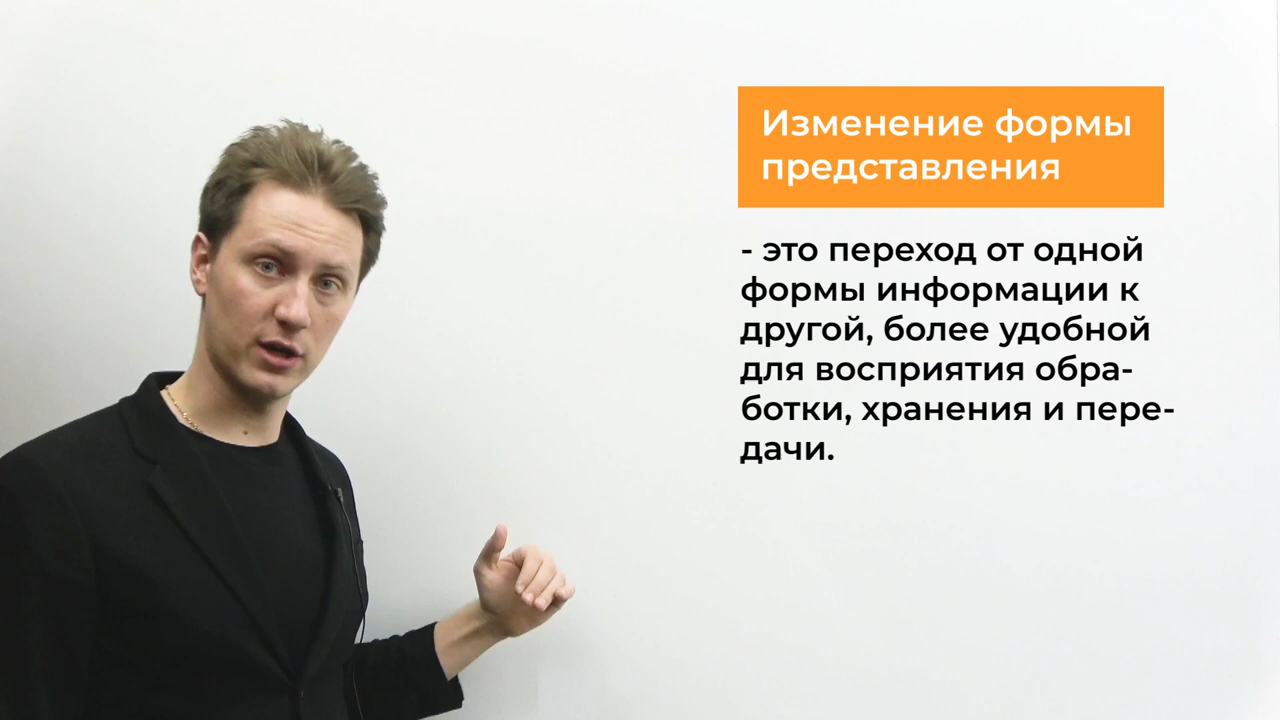 Изменение формы
представления
- это переход от одной
формы информации к
другой, более удобной
для восприятия обра-
ботки, хранения и пере-
дачи.